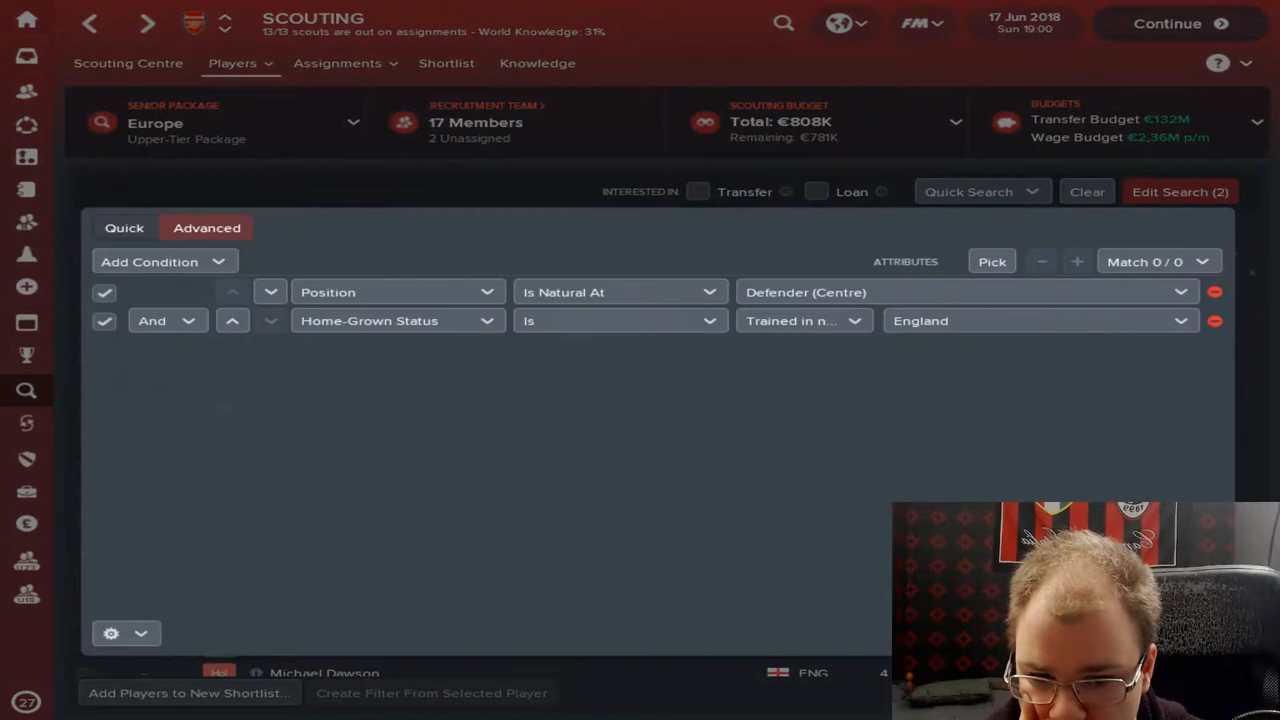 SCOUTING
13/13 scouts are out on assignments - World Knowledge: 31%
FM
17 Jun 2018
Sun 19:00
Continue
Scouting Centre Players Assignments Shortlist Knowledge
?
SENIOR PACKAGE
Europe
Upper-Tier Package
RECRUITMENT TEAM >
17 Members
2 Unassigned
SCOUTING BUDGET
Total: €808K
Remaining: €781K
BUDGETS
Transfer Budget €132M
Wage Budget €2,36M p/m
INTERESTED IN: Transfer Loan Quick Search Clear Edit Search (2)
Quick Advanced
Add Condition ATTRIBUTES Pick - + Match 0 / 0
Position Is Natural At Defender (Centre)
And Home-Grown Status Is Trained in n... England
Michael Dawson ENG 4
Add Players to New Shortlist... Create Filter From Selected Player
U23
U18
27